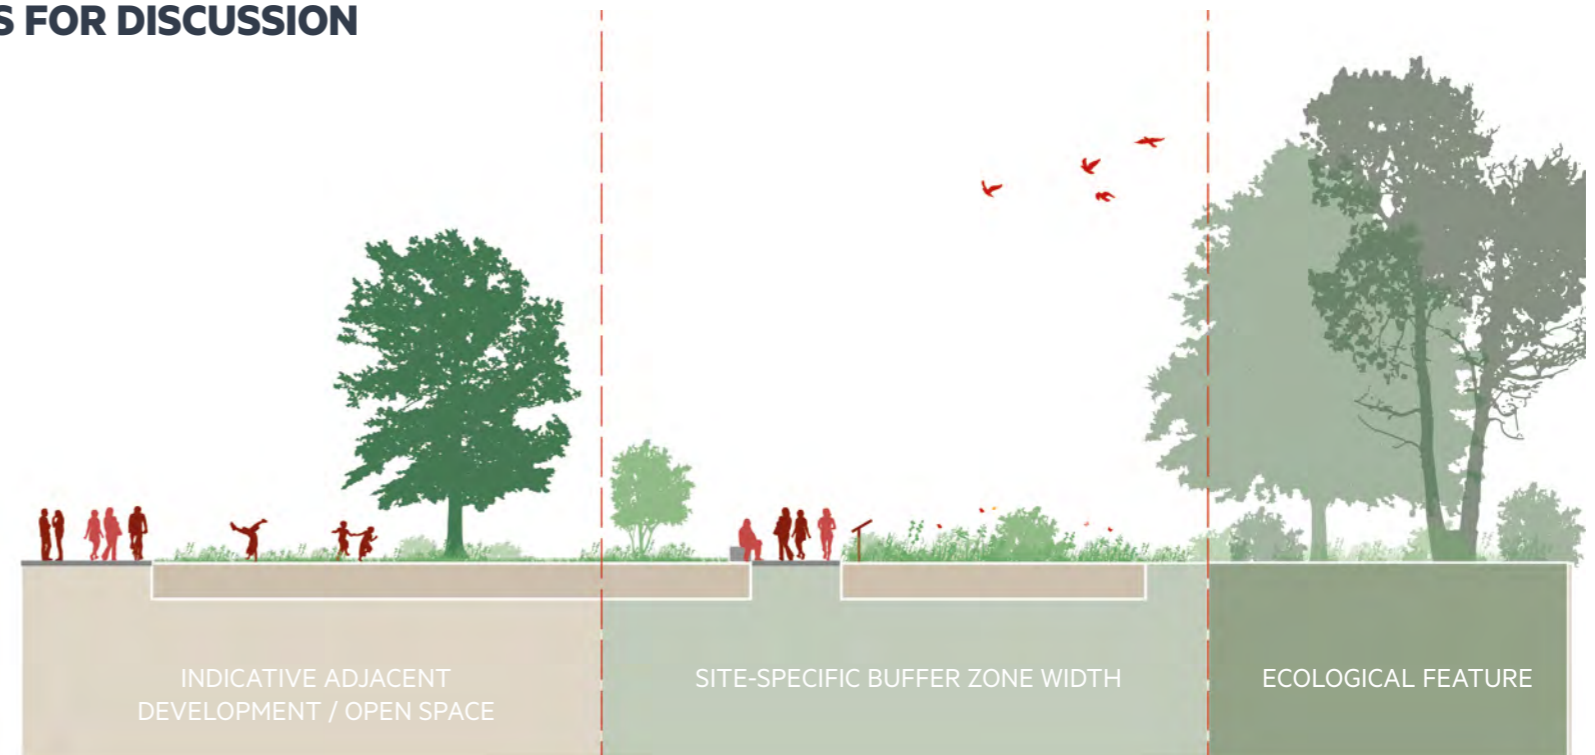 S FOR DISCUSSION
INDICATIVE ADJACENT
DEVELOPMENT / OPEN SPACE
SITE-SPECIFIC BUFFER ZONE WIDTH
ECOLOGICAL FEATURE